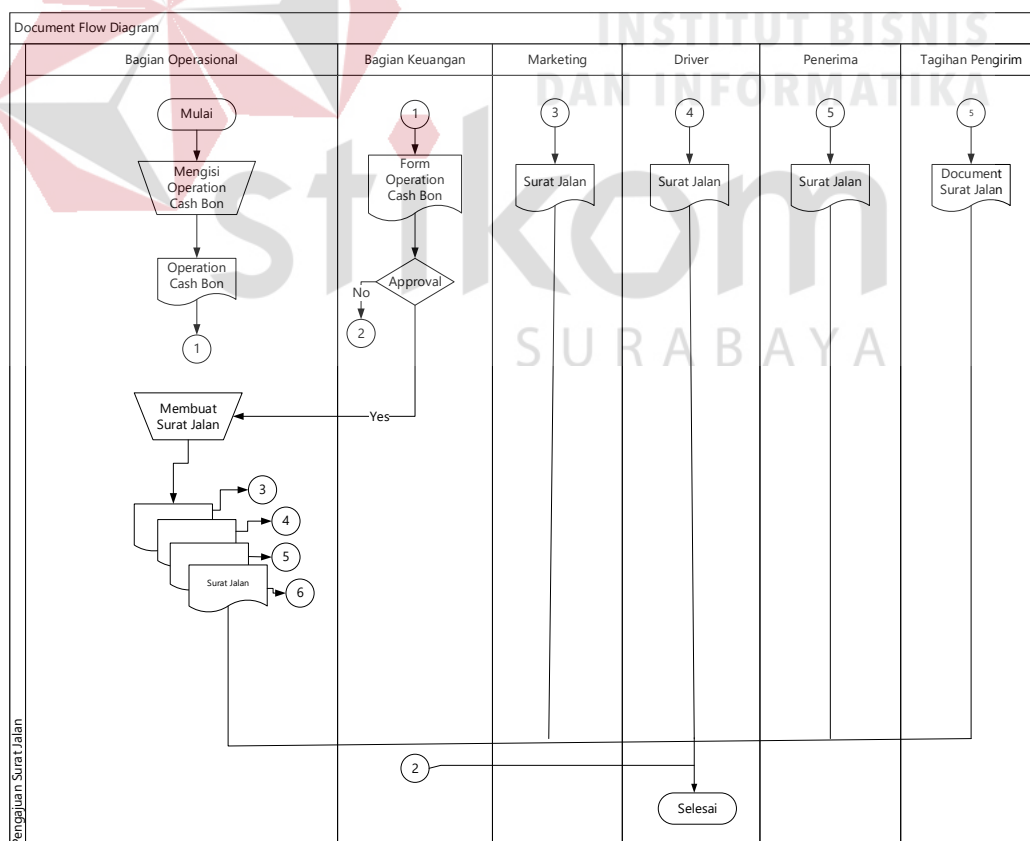 Document Flow Diagram
INSTITUT BISNIS
DAN INFORMATIKA
stikom
SURABAYA
Pengajuan Surat Jalan
Bagian Operasional
Bagian Keuangan
Marketing
Driver
Penerima
Tagihan Pengirim
Mulai
Mengisi
Operation
Cash Bon
Operation
Cash Bon
1
Membuat
Surat Jalan
3
4
5
Surat Jalan
6
1
Form
Operation
Cash Bon
Approval
No
2
Yes
2
3
Surat Jalan
4
Surat Jalan
Selesai
5
Surat Jalan
5
Document
Surat Jalan